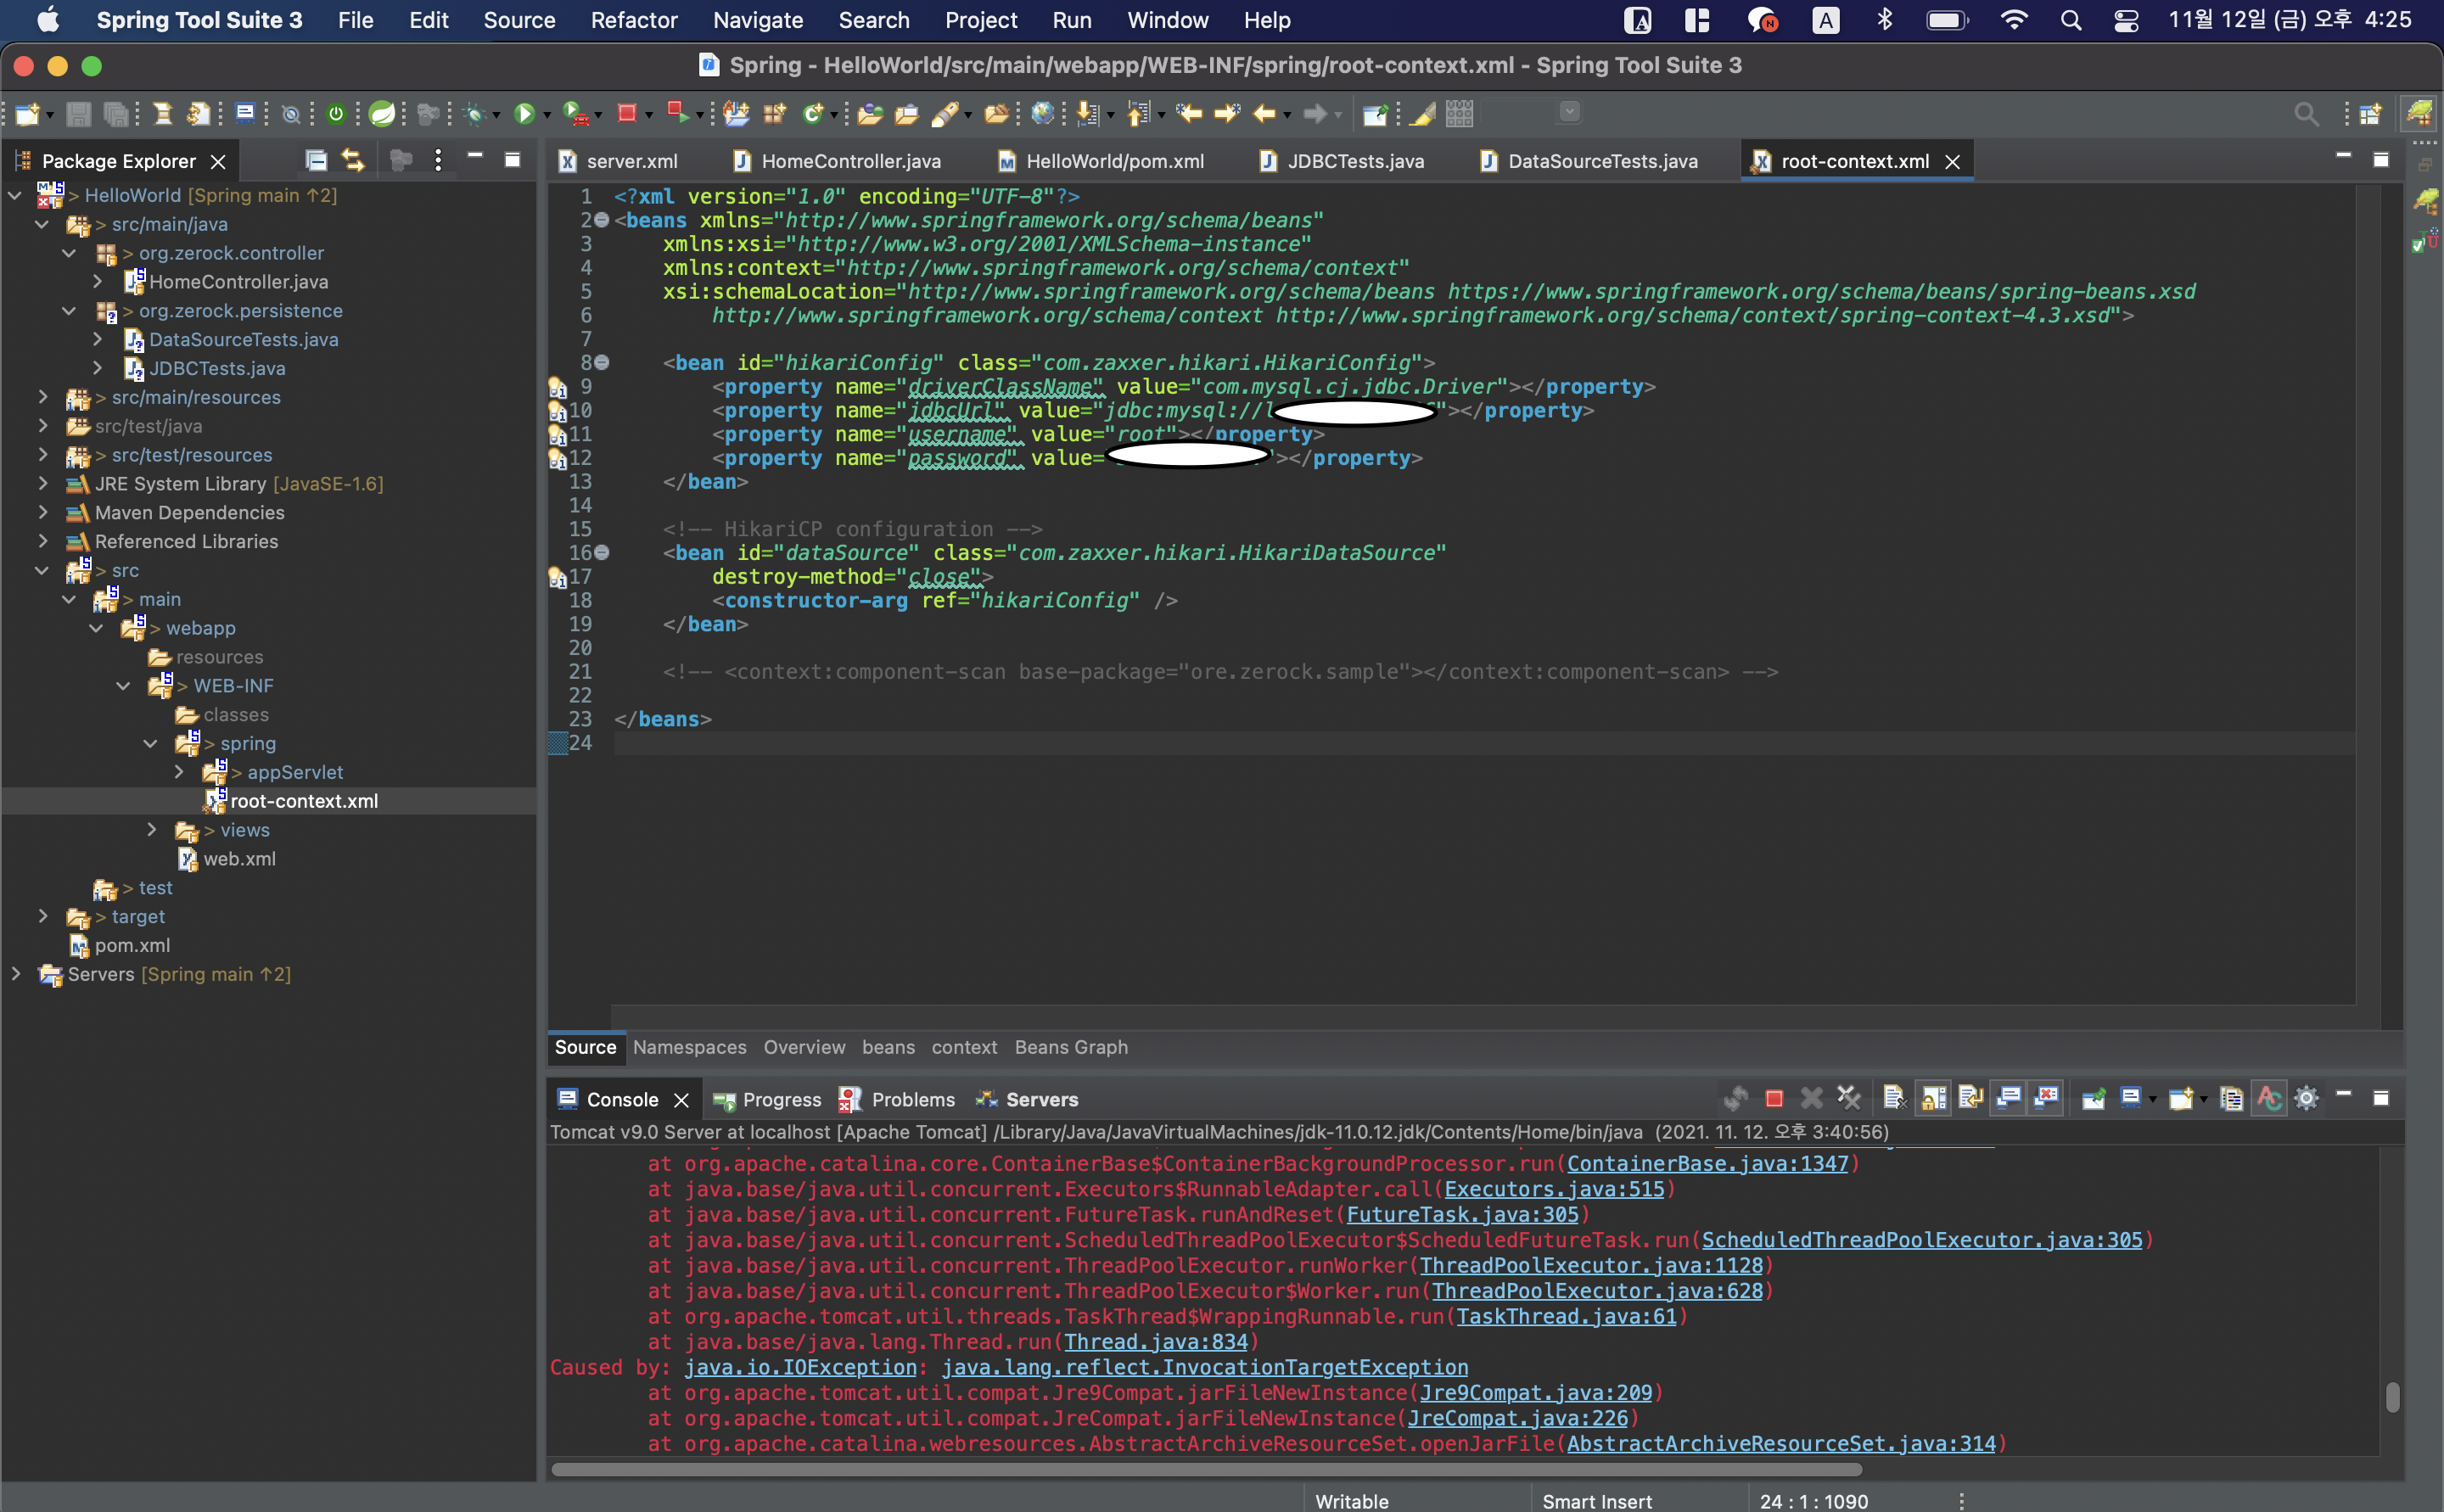 Spring Tool Suite 3 File Edit Source Refactor Navigate Search Project Run Window Help A 11월 12일 (금) 오후 4:25
Spring - HelloWorld/src/main/webapp/WEB-INF/spring/root-context.xml - Spring Tool Suite 3
Package Explorer
server.xml HomeController.java HelloWorld/pom.xml JDBCTests.java DataSourceTests.java root-context.xml
> HelloWorld [Spring main ↑2]
> src/main/java
> org.zerock.controller
HomeController.java
> org.zerock.persistence
DataSourceTests.java
JDBCTests.java
> src/main/resources
src/test/java
> src/test/resources
JRE System Library [JavaSE-1.6]
Maven Dependencies
Referenced Libraries
> src
> main
> webapp
resources
> WEB-INF
classes
> spring
> appServlet
root-context.xml
> views
web.xml
> test
> target
pom.xml
Servers [Spring main ↑2]
1 <?xml version="1.0" encoding="UTF-8"?>
2 <beans xmlns="http://www.springframework.org/schema/beans"
3 xmlns:xsi="http://www.w3.org/2001/XMLSchema-instance"
4 xmlns:context="http://www.springframework.org/schema/context"
5 xsi:schemaLocation="http://www.springframework.org/schema/beans https://www.springframework.org/schema/beans/spring-beans.xsd
6 http://www.springframework.org/schema/context http://www.springframework.org/schema/context/spring-context-4.3.xsd">
7
8 <bean id="hikariConfig" class="com.zaxxer.hikari.HikariConfig">
9 <property name="driverClassName" value="com.mysql.cj.jdbc.Driver"></property>
10 <property name="jdbcUrl" value="jdbc:mysql://l "></property>
11 <property name="username" value="root"></property>
12 <property name="password" value= "></property>
13 </bean>
14
15 <!-- HikariCP configuration -->
16 <bean id="dataSource" class="com.zaxxer.hikari.HikariDataSource"
17 destroy-method="close">
18 <constructor-arg ref="hikariConfig" />
19 </bean>
20
21 <!-- <context:component-scan base-package="ore.zerock.sample"></context:component-scan> -->
22
23 </beans>
24
Source Namespaces Overview beans context Beans Graph
Console Progress Problems Servers
Tomcat v9.0 Server at localhost [Apache Tomcat] /Library/Java/JavaVirtualMachines/jdk-11.0.12.jdk/Contents/Home/bin/java (2021. 11. 12. 오후 3:40:56)
at org.apache.catalina.core.ContainerBase$ContainerBackgroundProcessor.run(ContainerBase.java:1347)
at java.base/java.util.concurrent.Executors$RunnableAdapter.call(Executors.java:515)
at java.base/java.util.concurrent.FutureTask.runAndReset(FutureTask.java:305)
at java.base/java.util.concurrent.ScheduledThreadPoolExecutor$ScheduledFutureTask.run(ScheduledThreadPoolExecutor.java:305)
at java.base/java.util.concurrent.ThreadPoolExecutor.runWorker(ThreadPoolExecutor.java:1128)
at java.base/java.util.concurrent.ThreadPoolExecutor$Worker.run(ThreadPoolExecutor.java:628)
at org.apache.tomcat.util.threads.TaskThread$WrappingRunnable.run(TaskThread.java:61)
at java.base/java.lang.Thread.run(Thread.java:834)
Caused by: java.io.IOException: java.lang.reflect.InvocationTargetException
at org.apache.tomcat.util.compat.Jre9Compat.jarFileNewInstance(Jre9Compat.java:209)
at org.apache.tomcat.util.compat.JreCompat.jarFileNewInstance(JreCompat.java:226)
at org.apache.catalina.webresources.AbstractArchiveResourceSet.openJarFile(AbstractArchiveResourceSet.java:314)
Writable Smart Insert 24 : 1 : 1090